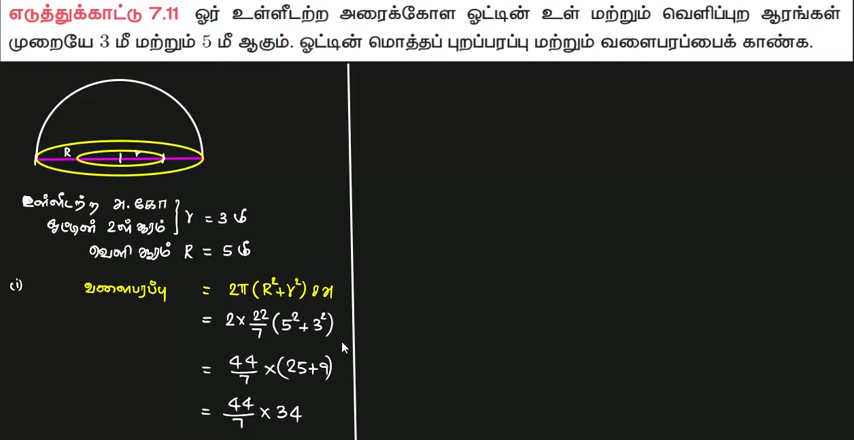 எடுத்துக்காட்டு 7.11 ஓர் உள்ளீடற்ற அரைக்கோள ஓட்டின் உள் மற்றும் வெளிப்புற ஆரங்கள்
முறையே 3 மீ மற்றும் 5 மீ ஆகும். ஓட்டின் மொத்தப் புறப்பரப்பு மற்றும் வளைபரப்பைக் காண்க.
R r
உள்ளீடற்ற அ.கோ
ஓட்டின் உள் ஆரம் } r = 3 மீ
வெளி ஆரம் R = 5 மீ
(i) வளைபரப்பு = 2π (R² + r²) ச.அ
= 2 × 22/7 (5² + 3²)
= 44/7 × (25+9)
= 44/7 × 34